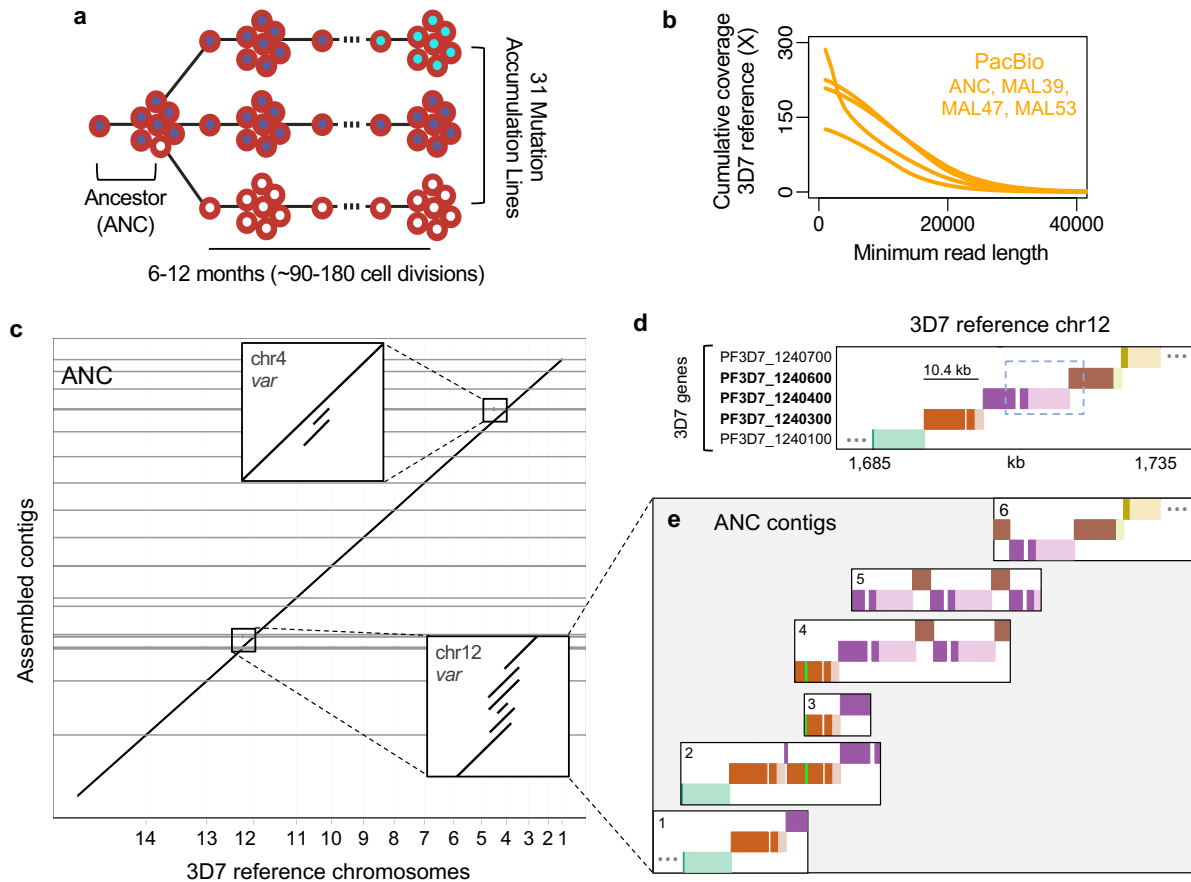 a
31 Mutation
Accumulation Lines
Ancestor
(ANC)
6-12 months (~90-180 cell divisions)
b
Cumulative coverage
3D7 reference (X)
300
150
0
PacBio
ANC, MAL39,
MAL47, MAL53
0 20000 40000
Minimum read length
c
ANC
chr4
var
chr12
var
Assembled contigs
14 13 12 11 10 9 8 7 6 5 4 3 2 1
3D7 reference chromosomes
d
3D7 reference chr12
3D7 genes
PF3D7_1240700
PF3D7_1240600
PF3D7_1240400
PF3D7_1240300
PF3D7_1240100
10.4 kb
1,685 kb 1,735
e
ANC contigs
6
5
4
3
2
1